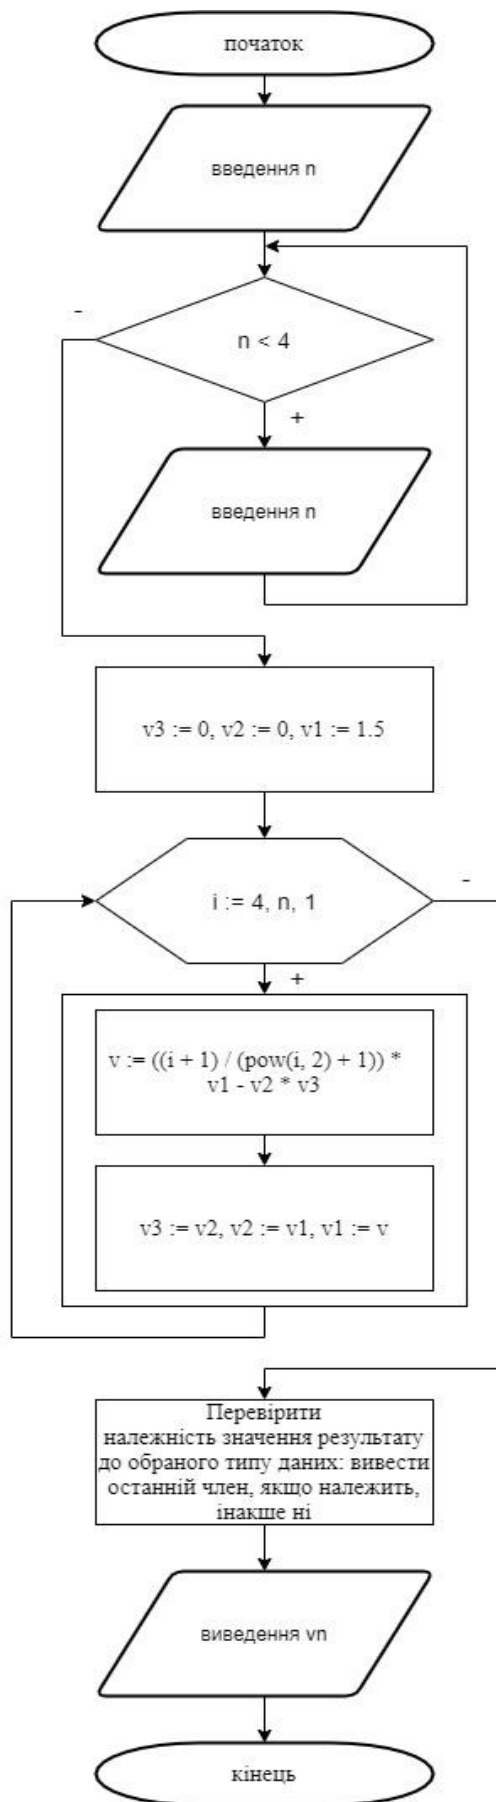 початок
введення n
n < 4
-
+
введення n
v3 := 0, v2 := 0, v1 := 1.5
i := 4, n, 1
-
+
v := ((i + 1) / (pow(i, 2) + 1)) *
v1 - v2 * v3
v3 := v2, v2 := v1, v1 := v
Перевірити
належність значення результату
до обраного типу даних: вивести
останній член, якщо належить,
інакше ні
виведення vn
кінець